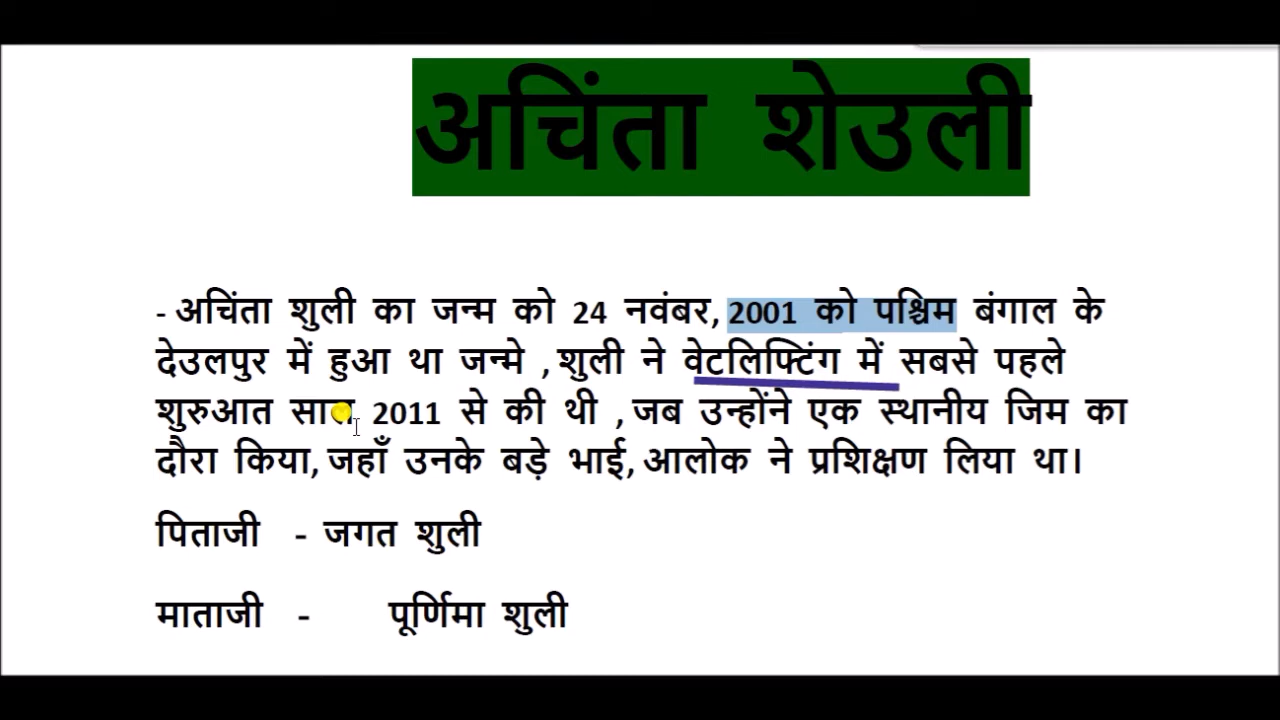 अचिंता शेउली
- अचिंता शुली का जन्म को 24 नवंबर, 2001 को पश्चिम बंगाल के
देउलपुर में हुआ था जन्मे , शुली ने वेटलिफ्टिंग में सबसे पहले
शुरुआत साल 2011 से की थी , जब उन्होंने एक स्थानीय जिम का
दौरा किया, जहाँ उनके बड़े भाई, आलोक ने प्रशिक्षण लिया था।
पिताजी - जगत शुली
माताजी - पूर्णिमा शुली